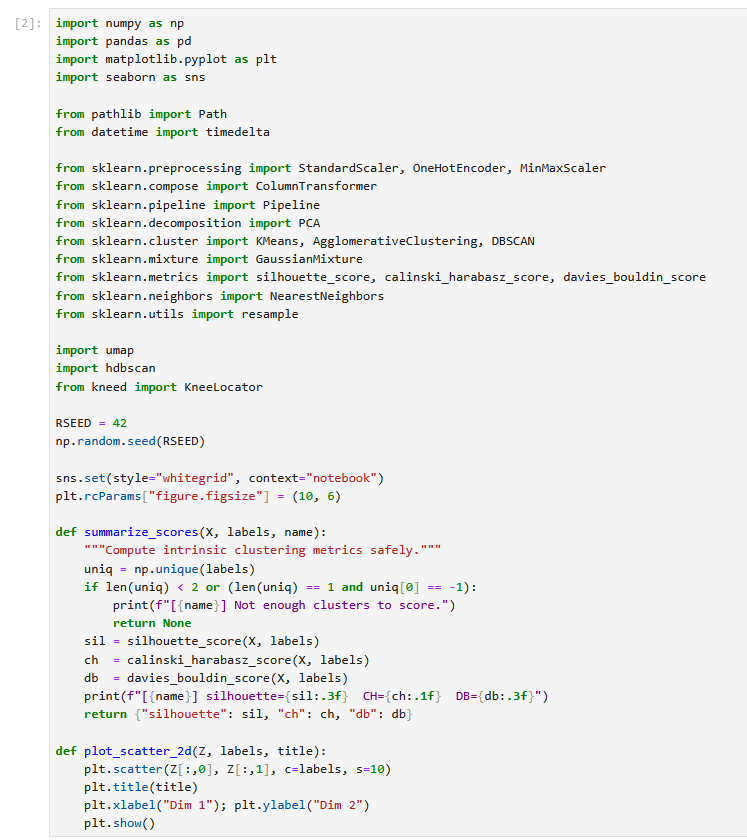 [2]:
import numpy as np
import pandas as pd
import matplotlib.pyplot as plt
import seaborn as sns

from pathlib import Path
from datetime import timedelta

from sklearn.preprocessing import StandardScaler, OneHotEncoder, MinMaxScaler
from sklearn.compose import ColumnTransformer
from sklearn.pipeline import Pipeline
from sklearn.decomposition import PCA
from sklearn.cluster import KMeans, AgglomerativeClustering, DBSCAN
from sklearn.mixture import GaussianMixture
from sklearn.metrics import silhouette_score, calinski_harabasz_score, davies_bouldin_score
from sklearn.neighbors import NearestNeighbors
from sklearn.utils import resample

import umap
import hdbscan
from kneed import KneeLocator

RSEED = 42
np.random.seed(RSEED)

sns.set(style="whitegrid", context="notebook")
plt.rcParams["figure.figsize"] = (10, 6)

def summarize_scores(X, labels, name):
    """Compute intrinsic clustering metrics safely."""
    uniq = np.unique(labels)
    if len(uniq) < 2 or (len(uniq) == 1 and uniq[0] == -1):
        print(f"[{name}] Not enough clusters to score.")
        return None
    sil = silhouette_score(X, labels)
    ch  = calinski_harabasz_score(X, labels)
    db  = davies_bouldin_score(X, labels)
    print(f"[{name}] silhouette={sil:.3f}  CH={ch:.1f}  DB={db:.3f}")
    return {"silhouette": sil, "ch": ch, "db": db}

def plot_scatter_2d(Z, labels, title):
    plt.scatter(Z[:,0], Z[:,1], c=labels, s=10)
    plt.title(title)
    plt.xlabel("Dim 1"); plt.ylabel("Dim 2")
    plt.show()